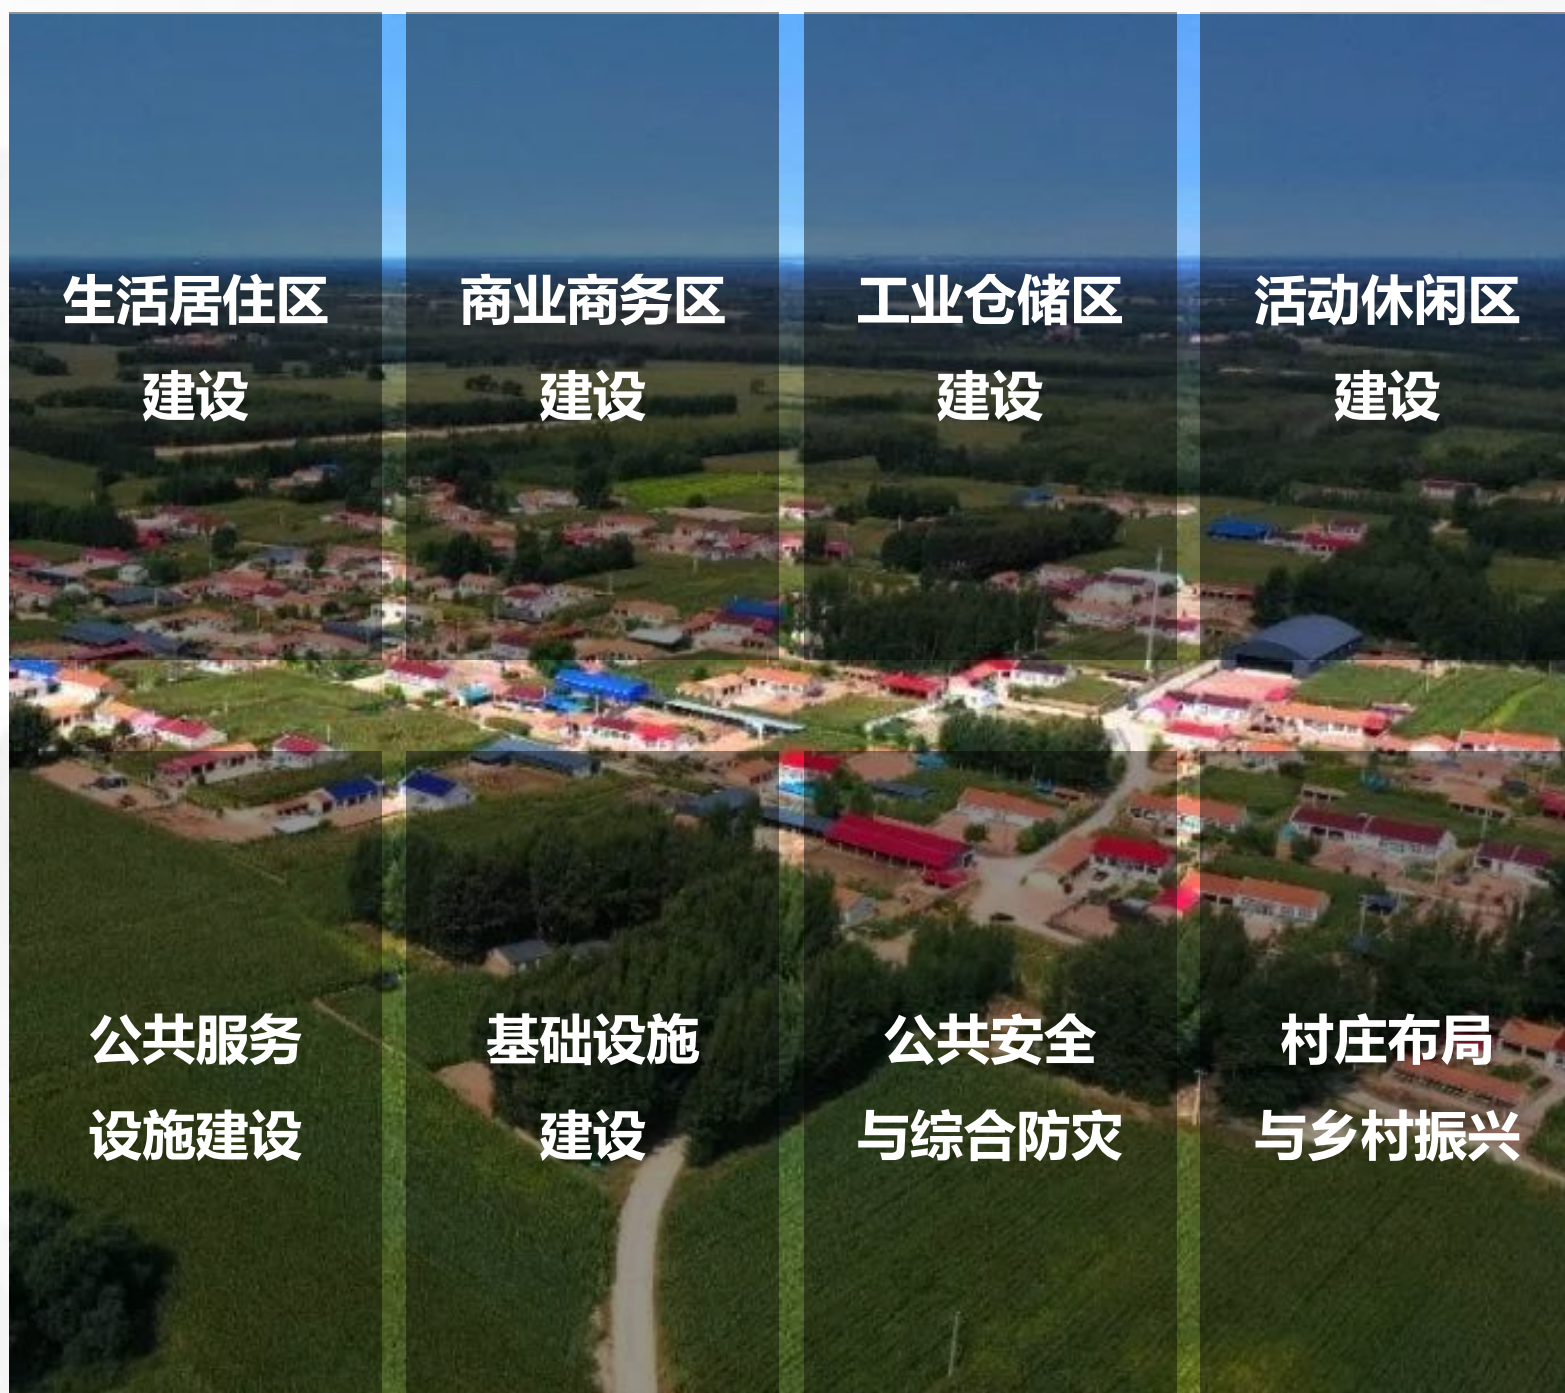 生活居住区
建设
商业商务区
建设
工业仓储区
建设
活动休闲区
建设
公共服务
设施建设
基础设施
建设
公共安全
与综合防灾
村庄布局
与乡村振兴